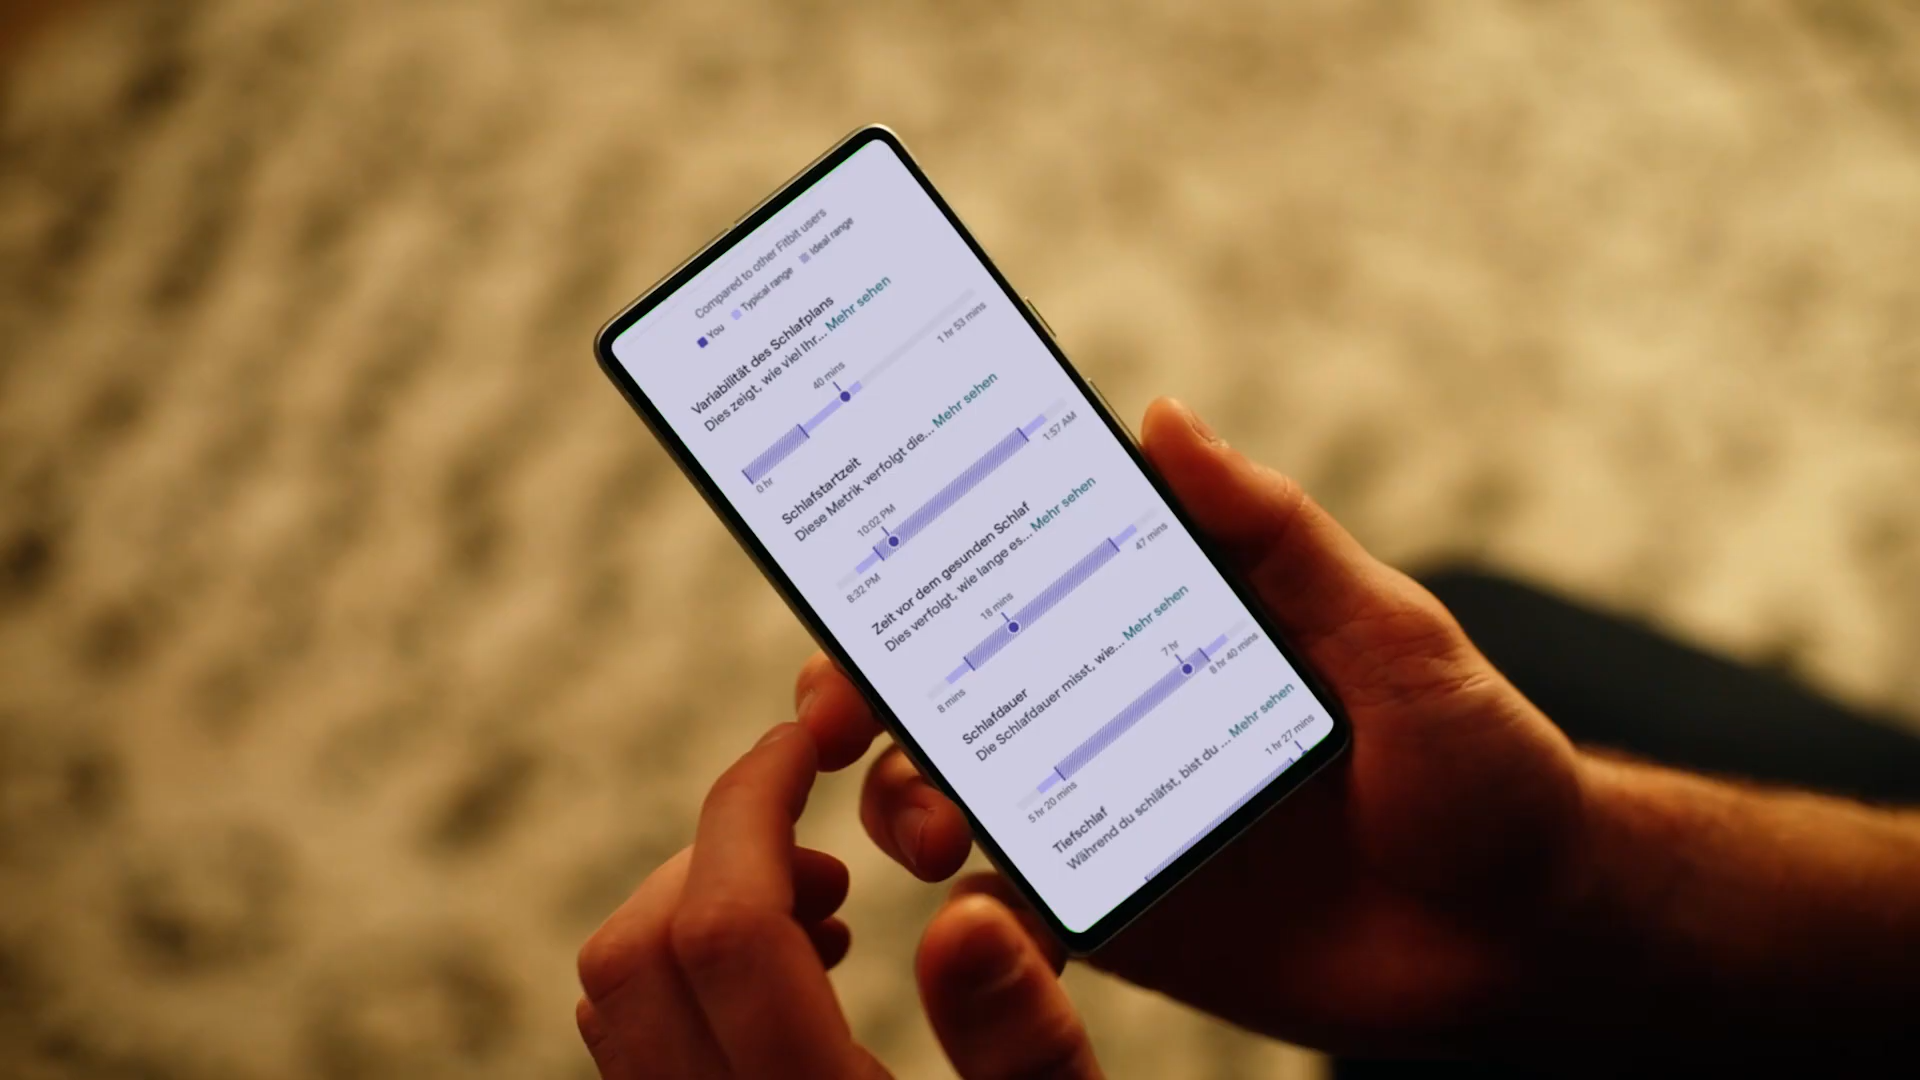 Compared to other Fitbit users
You Typical range Ideal range
Variabilität des Schlafplans
Dies zeigt, wie viel Ihr... Mehr sehen
40 mins
0 hr 1 hr 53 mins
Schlafstartzeit
Diese Metrik verfolgt die... Mehr sehen
10:02 PM
8:32 PM 1:57 AM
Zeit vor dem gesunden Schlaf
Dies verfolgt, wie lange es... Mehr sehen
18 mins
8 mins 47 mins
Schlafdauer
Die Schlafdauer misst, wie... Mehr sehen
7 hr
5 hr 20 mins 8 hr 40 mins
Tiefschlaf
Während du schläfst, bist du ... Mehr sehen
1 hr 27 mins